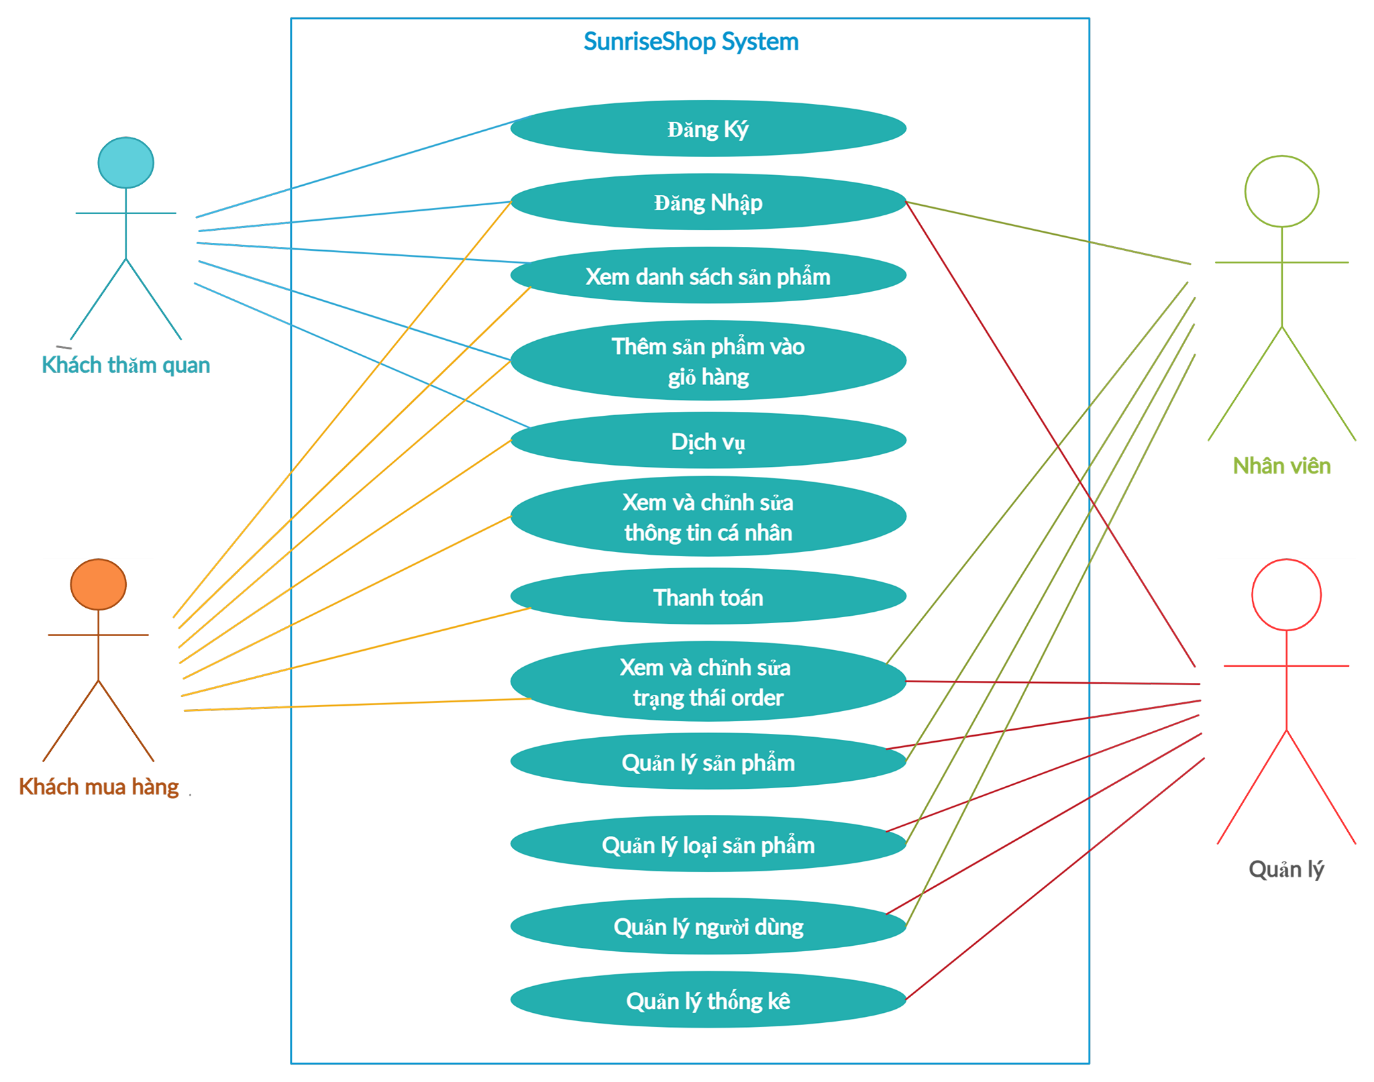 SunriseShop System
Đăng Ký
Đăng Nhập
Xem danh sách sản phẩm
Thêm sản phẩm vào
giỏ hàng
Khách thăm quan
Dịch vụ
Nhân viên
Xem và chỉnh sửa
thông tin cá nhân
Thanh toán
Xem và chỉnh sửa
trạng thái order
Quản lý sản phẩm
Khách mua hàng
Quản lý loại sản phẩm
Quản lý
Quản lý người dùng
Quản lý thống kê